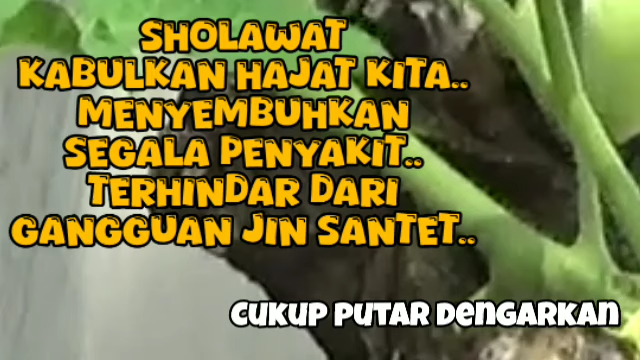 SHOLAWAT
KABULKAN HAJAT KITA..
MENYEMBUHKAN
SEGALA PENYAKIT..
TERHINDAR DARI
GANGGUAN JIN SANTET..
CUKUP PUTAR DENGARKAN